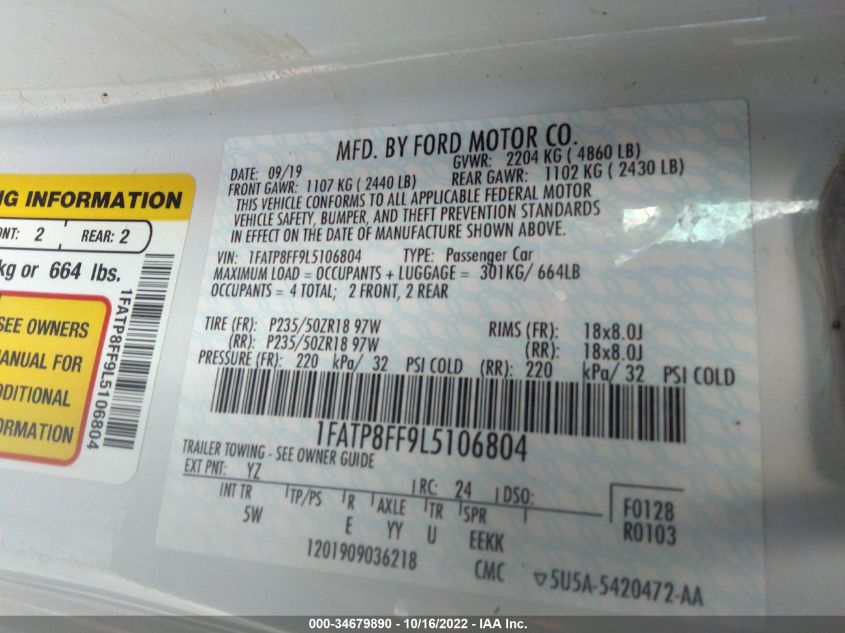 MFD. BY FORD MOTOR CO.
DATE: 09/19 GVWR: 2204 KG ( 4860 LB)
FRONT GAWR: 1107 KG ( 2440 LB) REAR GAWR: 1102 KG ( 2430 LB)
THIS VEHICLE CONFORMS TO ALL APPLICABLE FEDERAL MOTOR
VEHICLE SAFETY, BUMPER, AND THEFT PREVENTION STANDARDS
IN EFFECT ON THE DATE OF MANUFACTURE SHOWN ABOVE.
VIN: 1FATP8FF9L5106804 TYPE: Passenger Car
MAXIMUM LOAD = OCCUPANTS + LUGGAGE = 301KG/ 664LB
OCCUPANTS = 4 TOTAL; 2 FRONT, 2 REAR
TIRE (FR): P235/50ZR18 97W RIMS (FR): 18x8.0J
(RR): P235/50ZR18 97W (RR): 18x8.0J
PRESSURE (FR): 220 kPa/ 32 PSI COLD (RR): 220 kPa/ 32 PSI COLD
1FATP8FF9L5106804
TRAILER TOWING - SEE OWNER GUIDE
EXT PNT: YZ RC: 24 DSO:
INT TR TP/PS R AXLE TR SPR F0128
5W E YY U EEKK R0103
1201909036218 CMC 5U5A-5420472-AA
NG INFORMATION
NT: 2 REAR: 2
kg or 664 lbs.
SEE OWNERS
MANUAL FOR
DITIONAL
ORMATION
1FATP8FF9L5106804
000-34679890 - 10/16/2022 - IAA Inc.